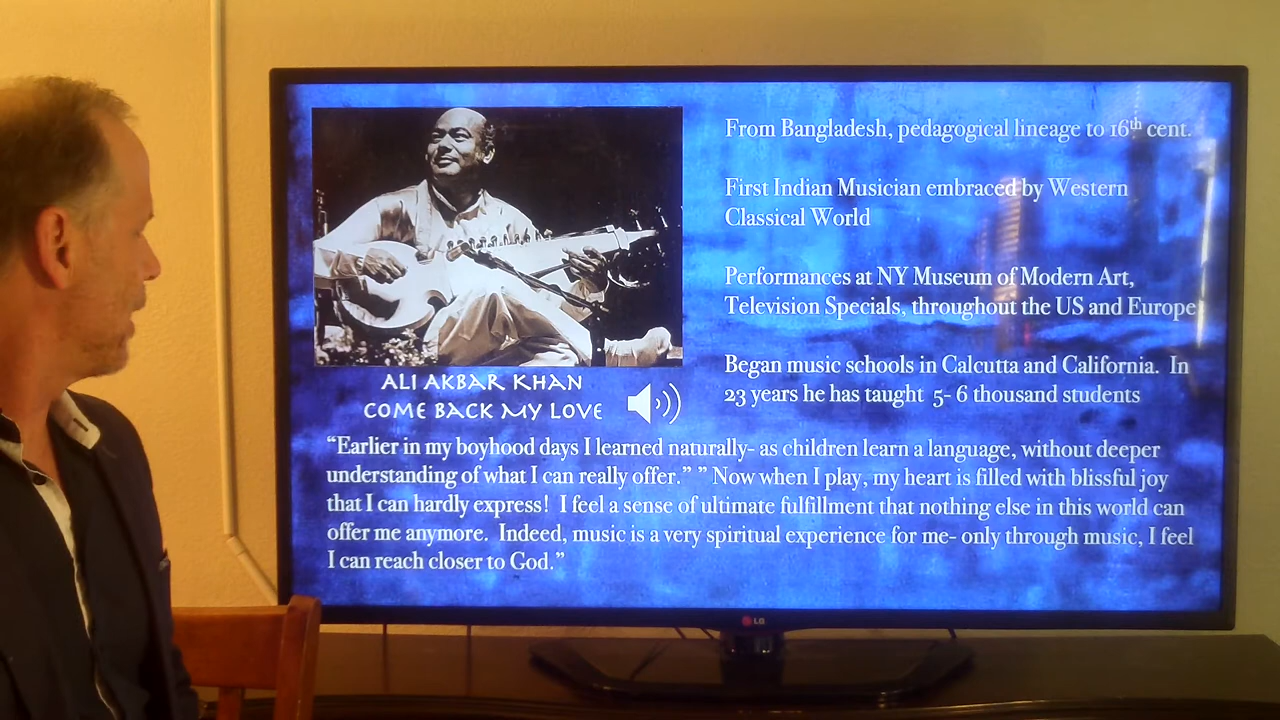 From Bangladesh, pedagogical lineage to 16th cent.
First Indian Musician embraced by Western
Classical World
Performances at NY Museum of Modern Art,
Television Specials, throughout the US and Europe
Began music schools in Calcutta and California.  In
23 years he has taught  5- 6 thousand students
ALI AKBAR KHAN
COME BACK MY LOVE
“Earlier in my boyhood days I learned naturally- as children learn a language, without deeper
understanding of what I can really offer.” ” Now when I play, my heart is filled with blissful joy
that I can hardly express!  I feel a sense of ultimate fulfillment that nothing else in this world can
offer me anymore.  Indeed, music is a very spiritual experience for me- only through music, I feel
I can reach closer to God.”
LG